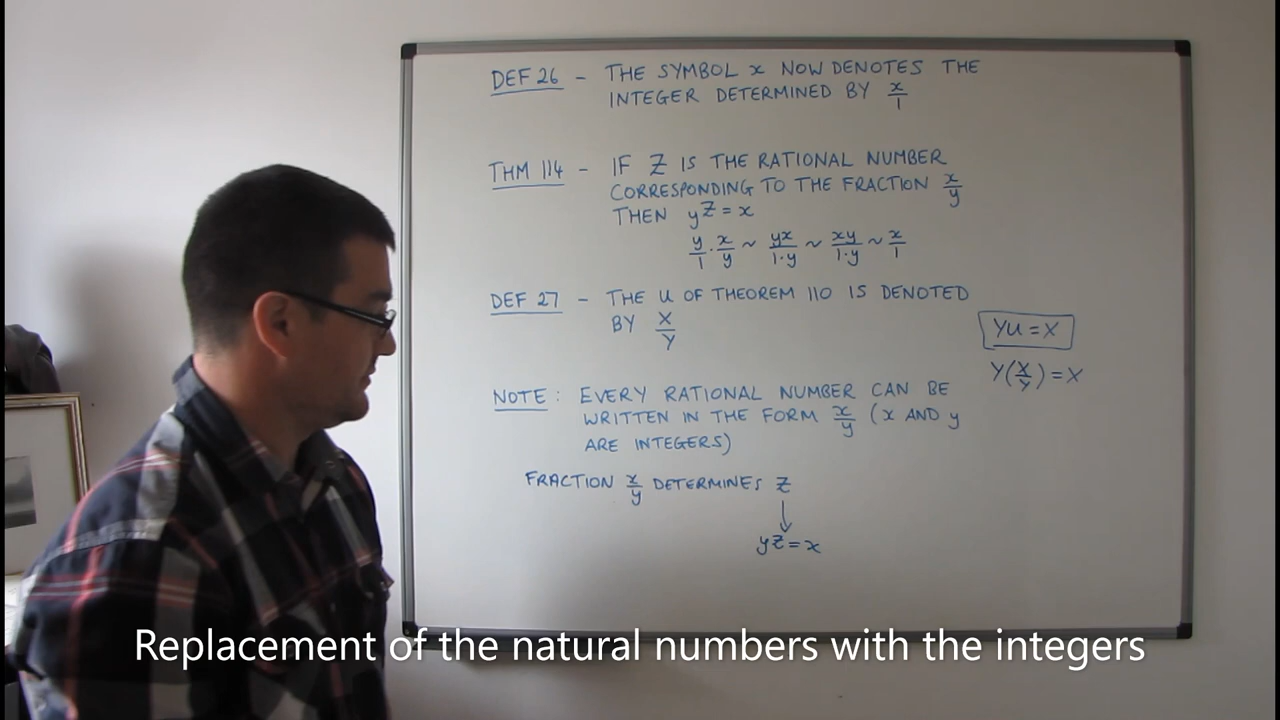 DEF 26 - THE SYMBOL x NOW DENOTES THE
INTEGER DETERMINED BY x/1
THM 114 - IF Z IS THE RATIONAL NUMBER
CORRESPONDING TO THE FRACTION x/y
THEN yZ = x
y/1 · x/y ~ yx/1·y ~ xy/1·y ~ x/1
DEF 27 - THE U OF THEOREM 110 IS DENOTED
BY X/Y
YU = X
Y(X/Y) = X
NOTE: EVERY RATIONAL NUMBER CAN BE
WRITTEN IN THE FORM x/y (x AND y
ARE INTEGERS)
FRACTION x/y DETERMINES Z
↓
yZ = x
Replacement of the natural numbers with the integers